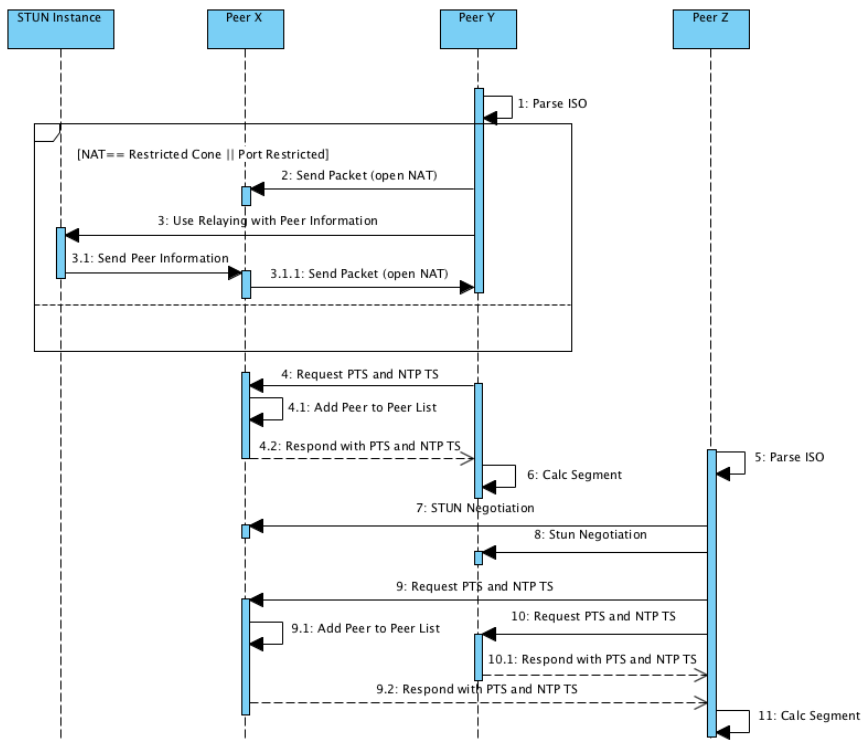 STUN Instance
Peer X
Peer Y
Peer Z
1: Parse ISO
[NAT== Restricted Cone || Port Restricted]
2: Send Packet (open NAT)
3: Use Relaying with Peer Information
3.1: Send Peer Information
3.1.1: Send Packet (open NAT)
4: Request PTS and NTP TS
4.1: Add Peer to Peer List
4.2: Respond with PTS and NTP TS
5: Parse ISO
6: Calc Segment
7: STUN Negotiation
8: Stun Negotiation
9: Request PTS and NTP TS
10: Request PTS and NTP TS
9.1: Add Peer to Peer List
10.1: Respond with PTS and NTP TS
9.2: Respond with PTS and NTP TS
11: Calc Segment